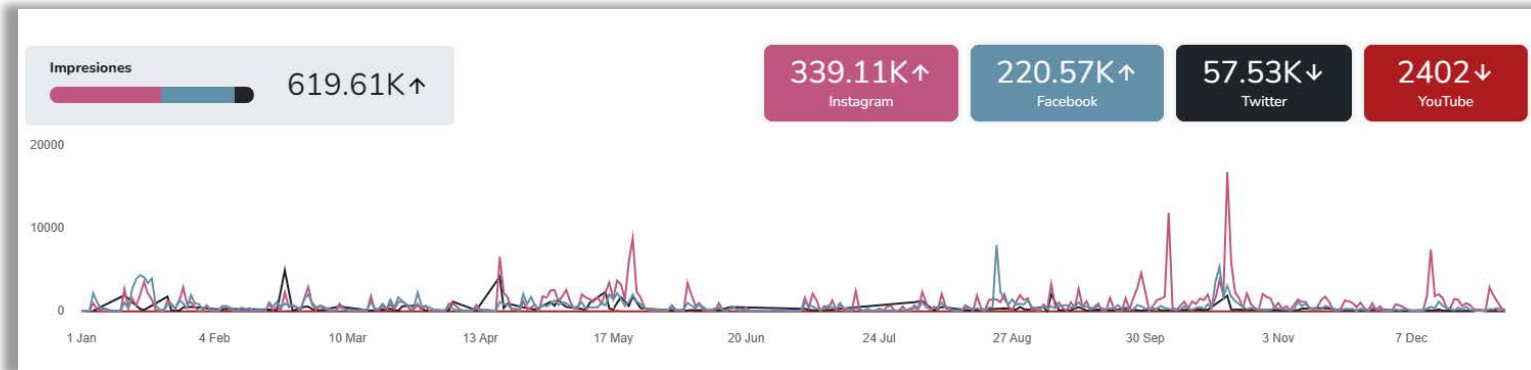 Impresiones
619.61K↑
339.11K↑
Instagram
220.57K↑
Facebook
57.53K↓
Twitter
2402↓
YouTube
20000
10000
0
1 Jan 4 Feb 10 Mar 13 Apr 17 May 20 Jun 24 Jul 27 Aug 30 Sep 3 Nov 7 Dec